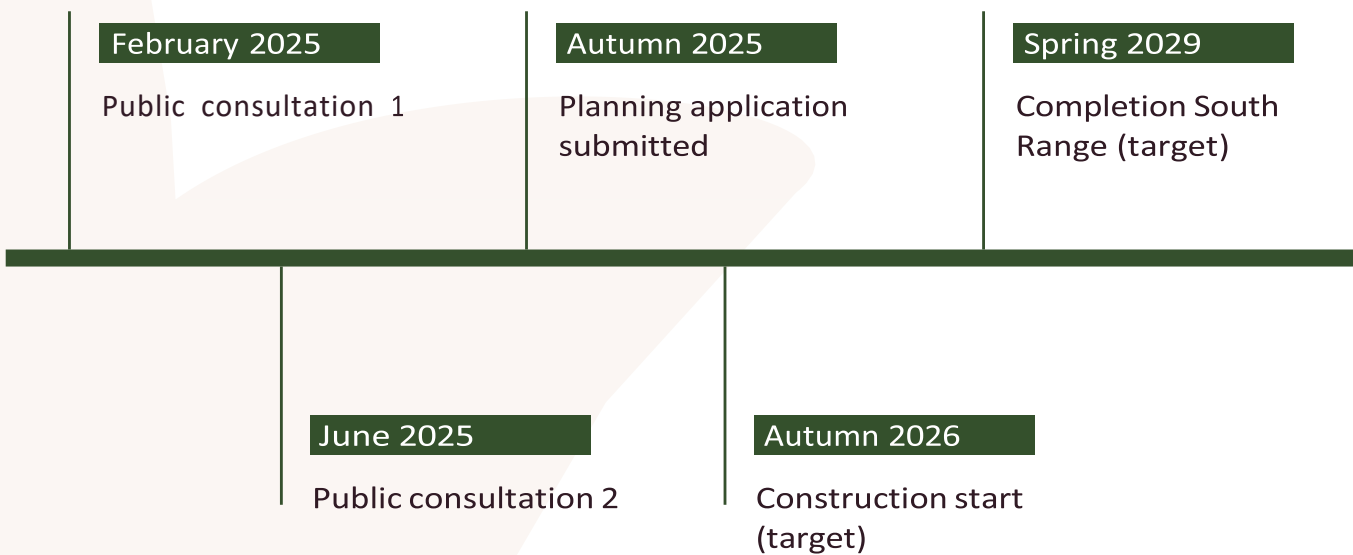 February 2025
Public consultation 1
June 2025
Public consultation 2
Autumn 2025
Planning application
submitted
Autumn 2026
Construction start
(target)
Spring 2029
Completion South
Range (target)